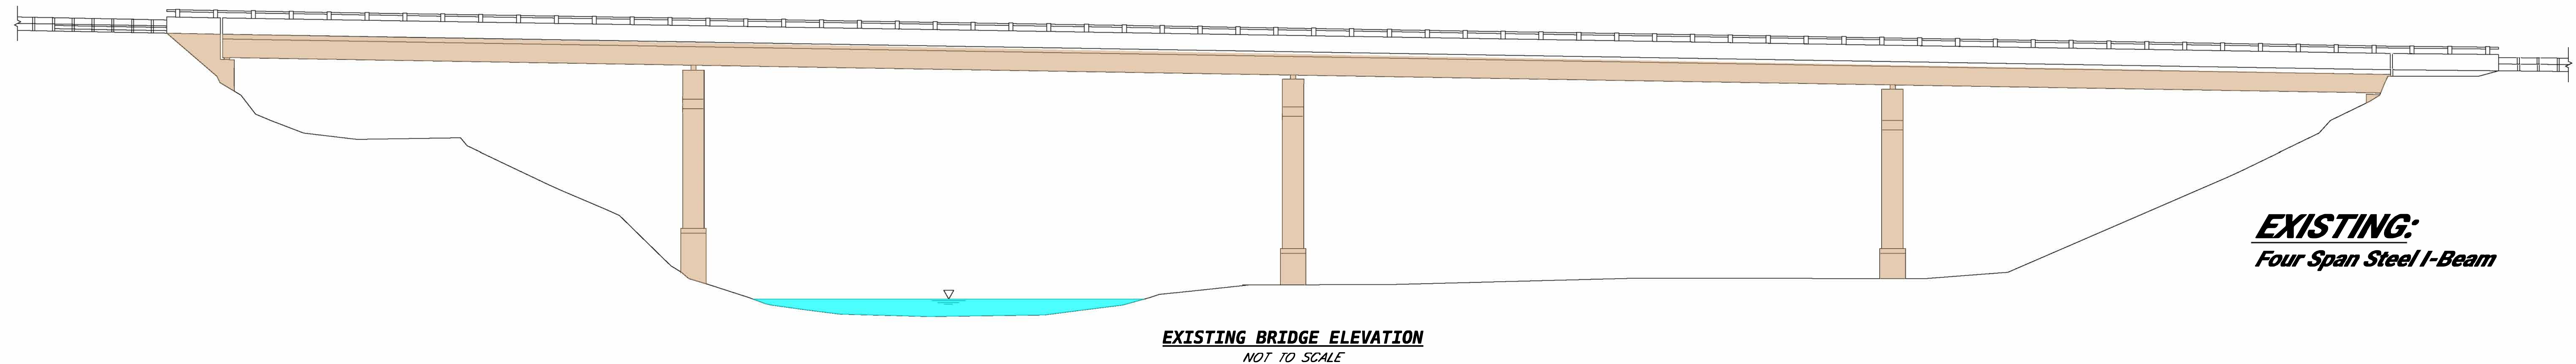 EXISTING:
Four Span Steel I-Beam
EXISTING BRIDGE ELEVATION
NOT TO SCALE